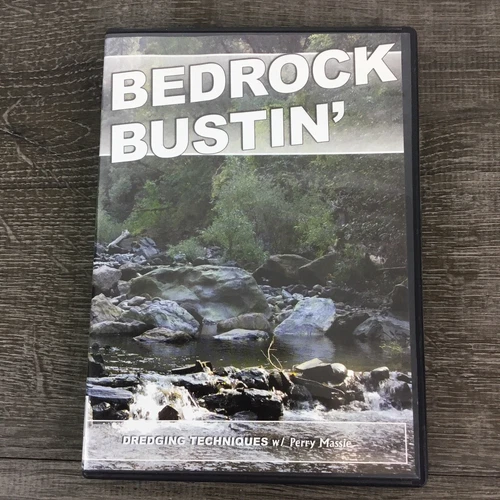 BEDROCK
BUSTIN'
DREDGING TECHNIQUES w/ Perry Massie